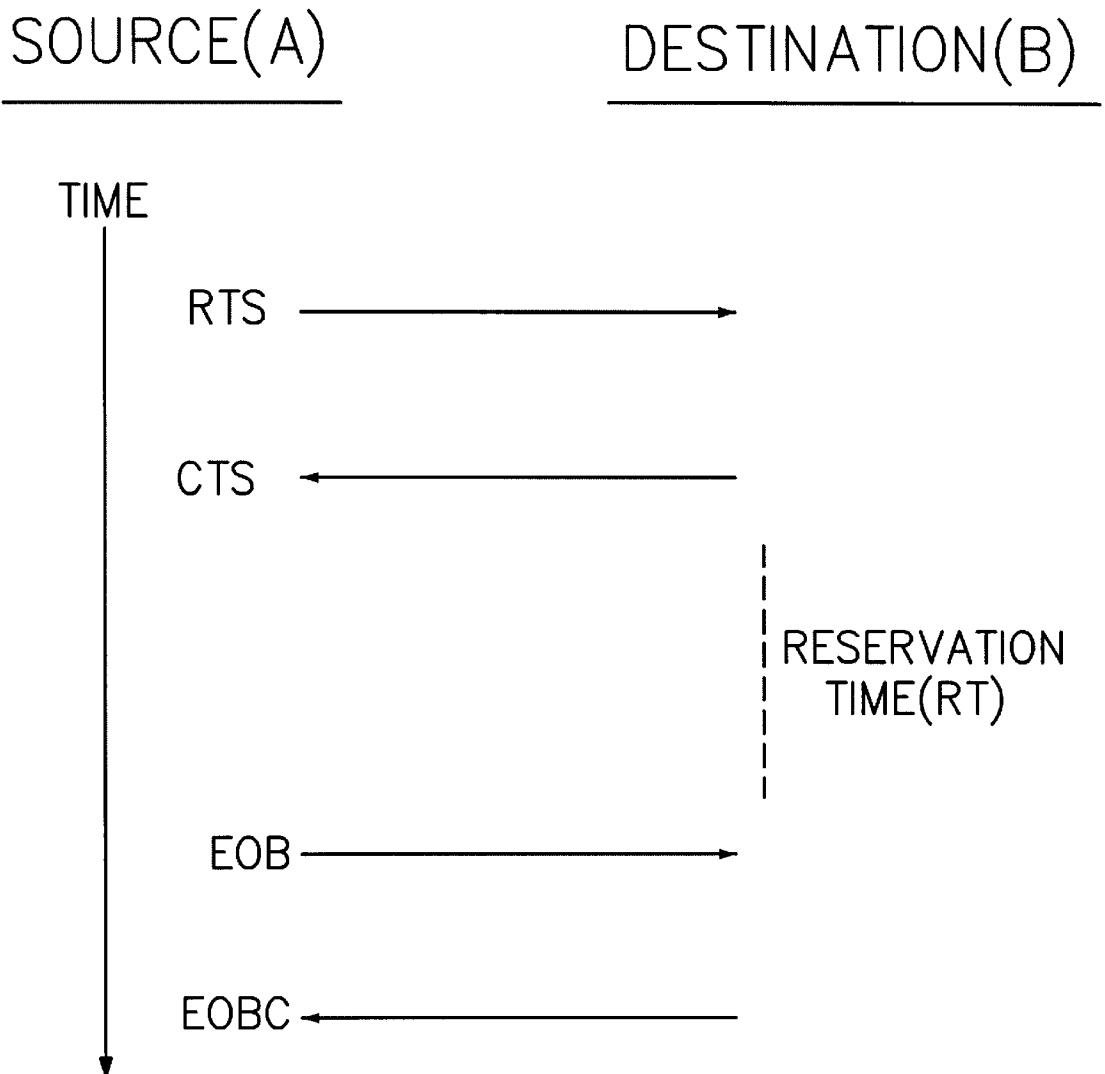 SOURCE(A)
DESTINATION(B)
TIME
RTS
CTS
RESERVATION
TIME(RT)
EOB
EOBC